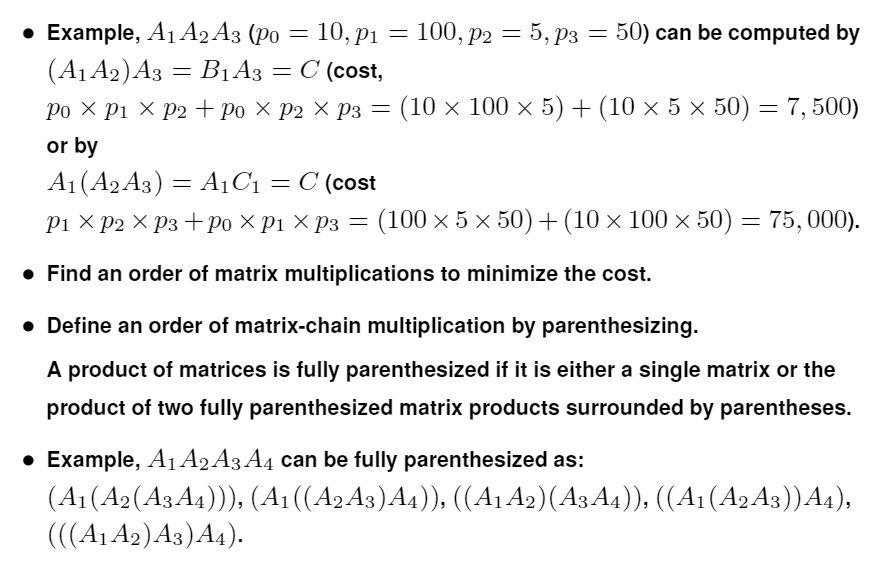 • Example, A₁A₂A₃ (p₀ = 10, p₁ = 100, p₂ = 5, p₃ = 50) can be computed by
(A₁A₂)A₃ = B₁A₃ = C (cost,
p₀ × p₁ × p₂ + p₀ × p₂ × p₃ = (10 × 100 × 5) + (10 × 5 × 50) = 7,500)
or by
A₁(A₂A₃) = A₁C₁ = C (cost
p₁ × p₂ × p₃ + p₀ × p₁ × p₃ = (100 × 5 × 50) + (10 × 100 × 50) = 75,000).
• Find an order of matrix multiplications to minimize the cost.
• Define an order of matrix-chain multiplication by parenthesizing.
A product of matrices is fully parenthesized if it is either a single matrix or the
product of two fully parenthesized matrix products surrounded by parentheses.
• Example, A₁A₂A₃A₄ can be fully parenthesized as:
(A₁(A₂(A₃A₄))), (A₁((A₂A₃)A₄)), ((A₁A₂)(A₃A₄)), ((A₁(A₂A₃))A₄),
(((A₁A₂)A₃)A₄).